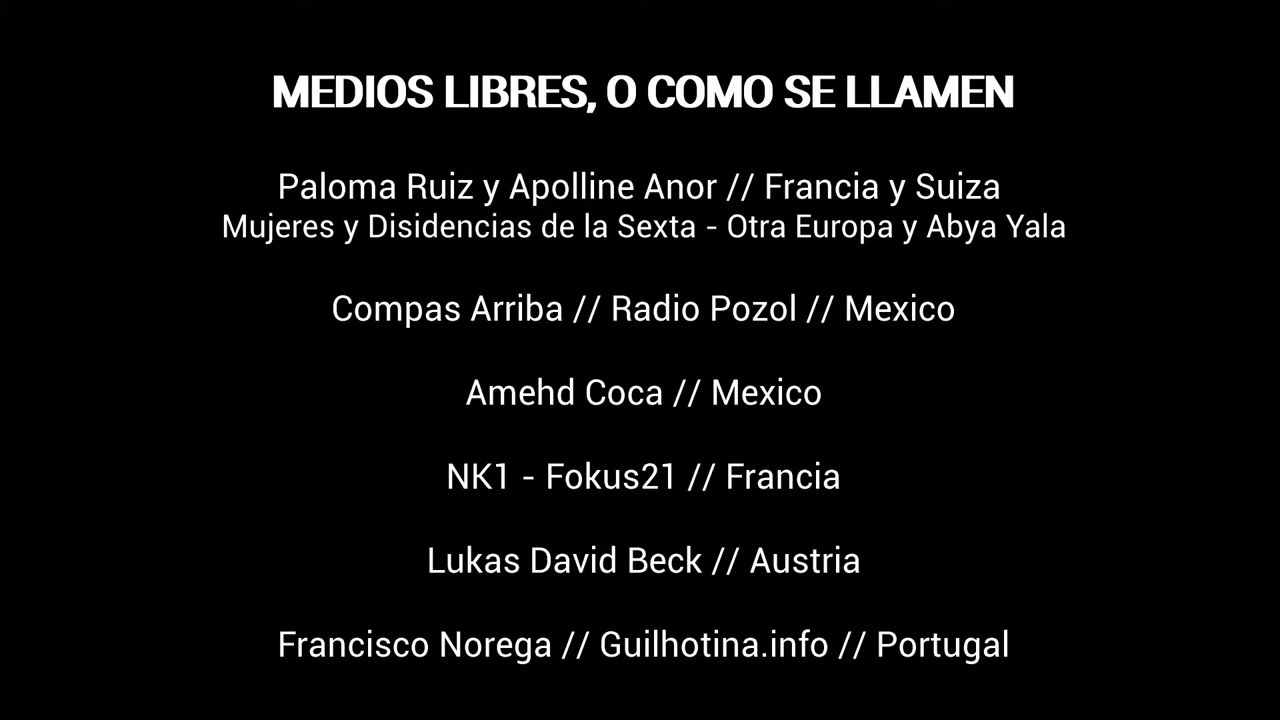 MEDIOS LIBRES, O COMO SE LLAMEN
Paloma Ruiz y Apolline Anor // Francia y Suiza
Mujeres y Disidencias de la Sexta - Otra Europa y Abya Yala
Compas Arriba // Radio Pozol // Mexico
Amehd Coca // Mexico
NK1 - Fokus21 // Francia
Lukas David Beck // Austria
Francisco Norega // Guilhotina.info // Portugal